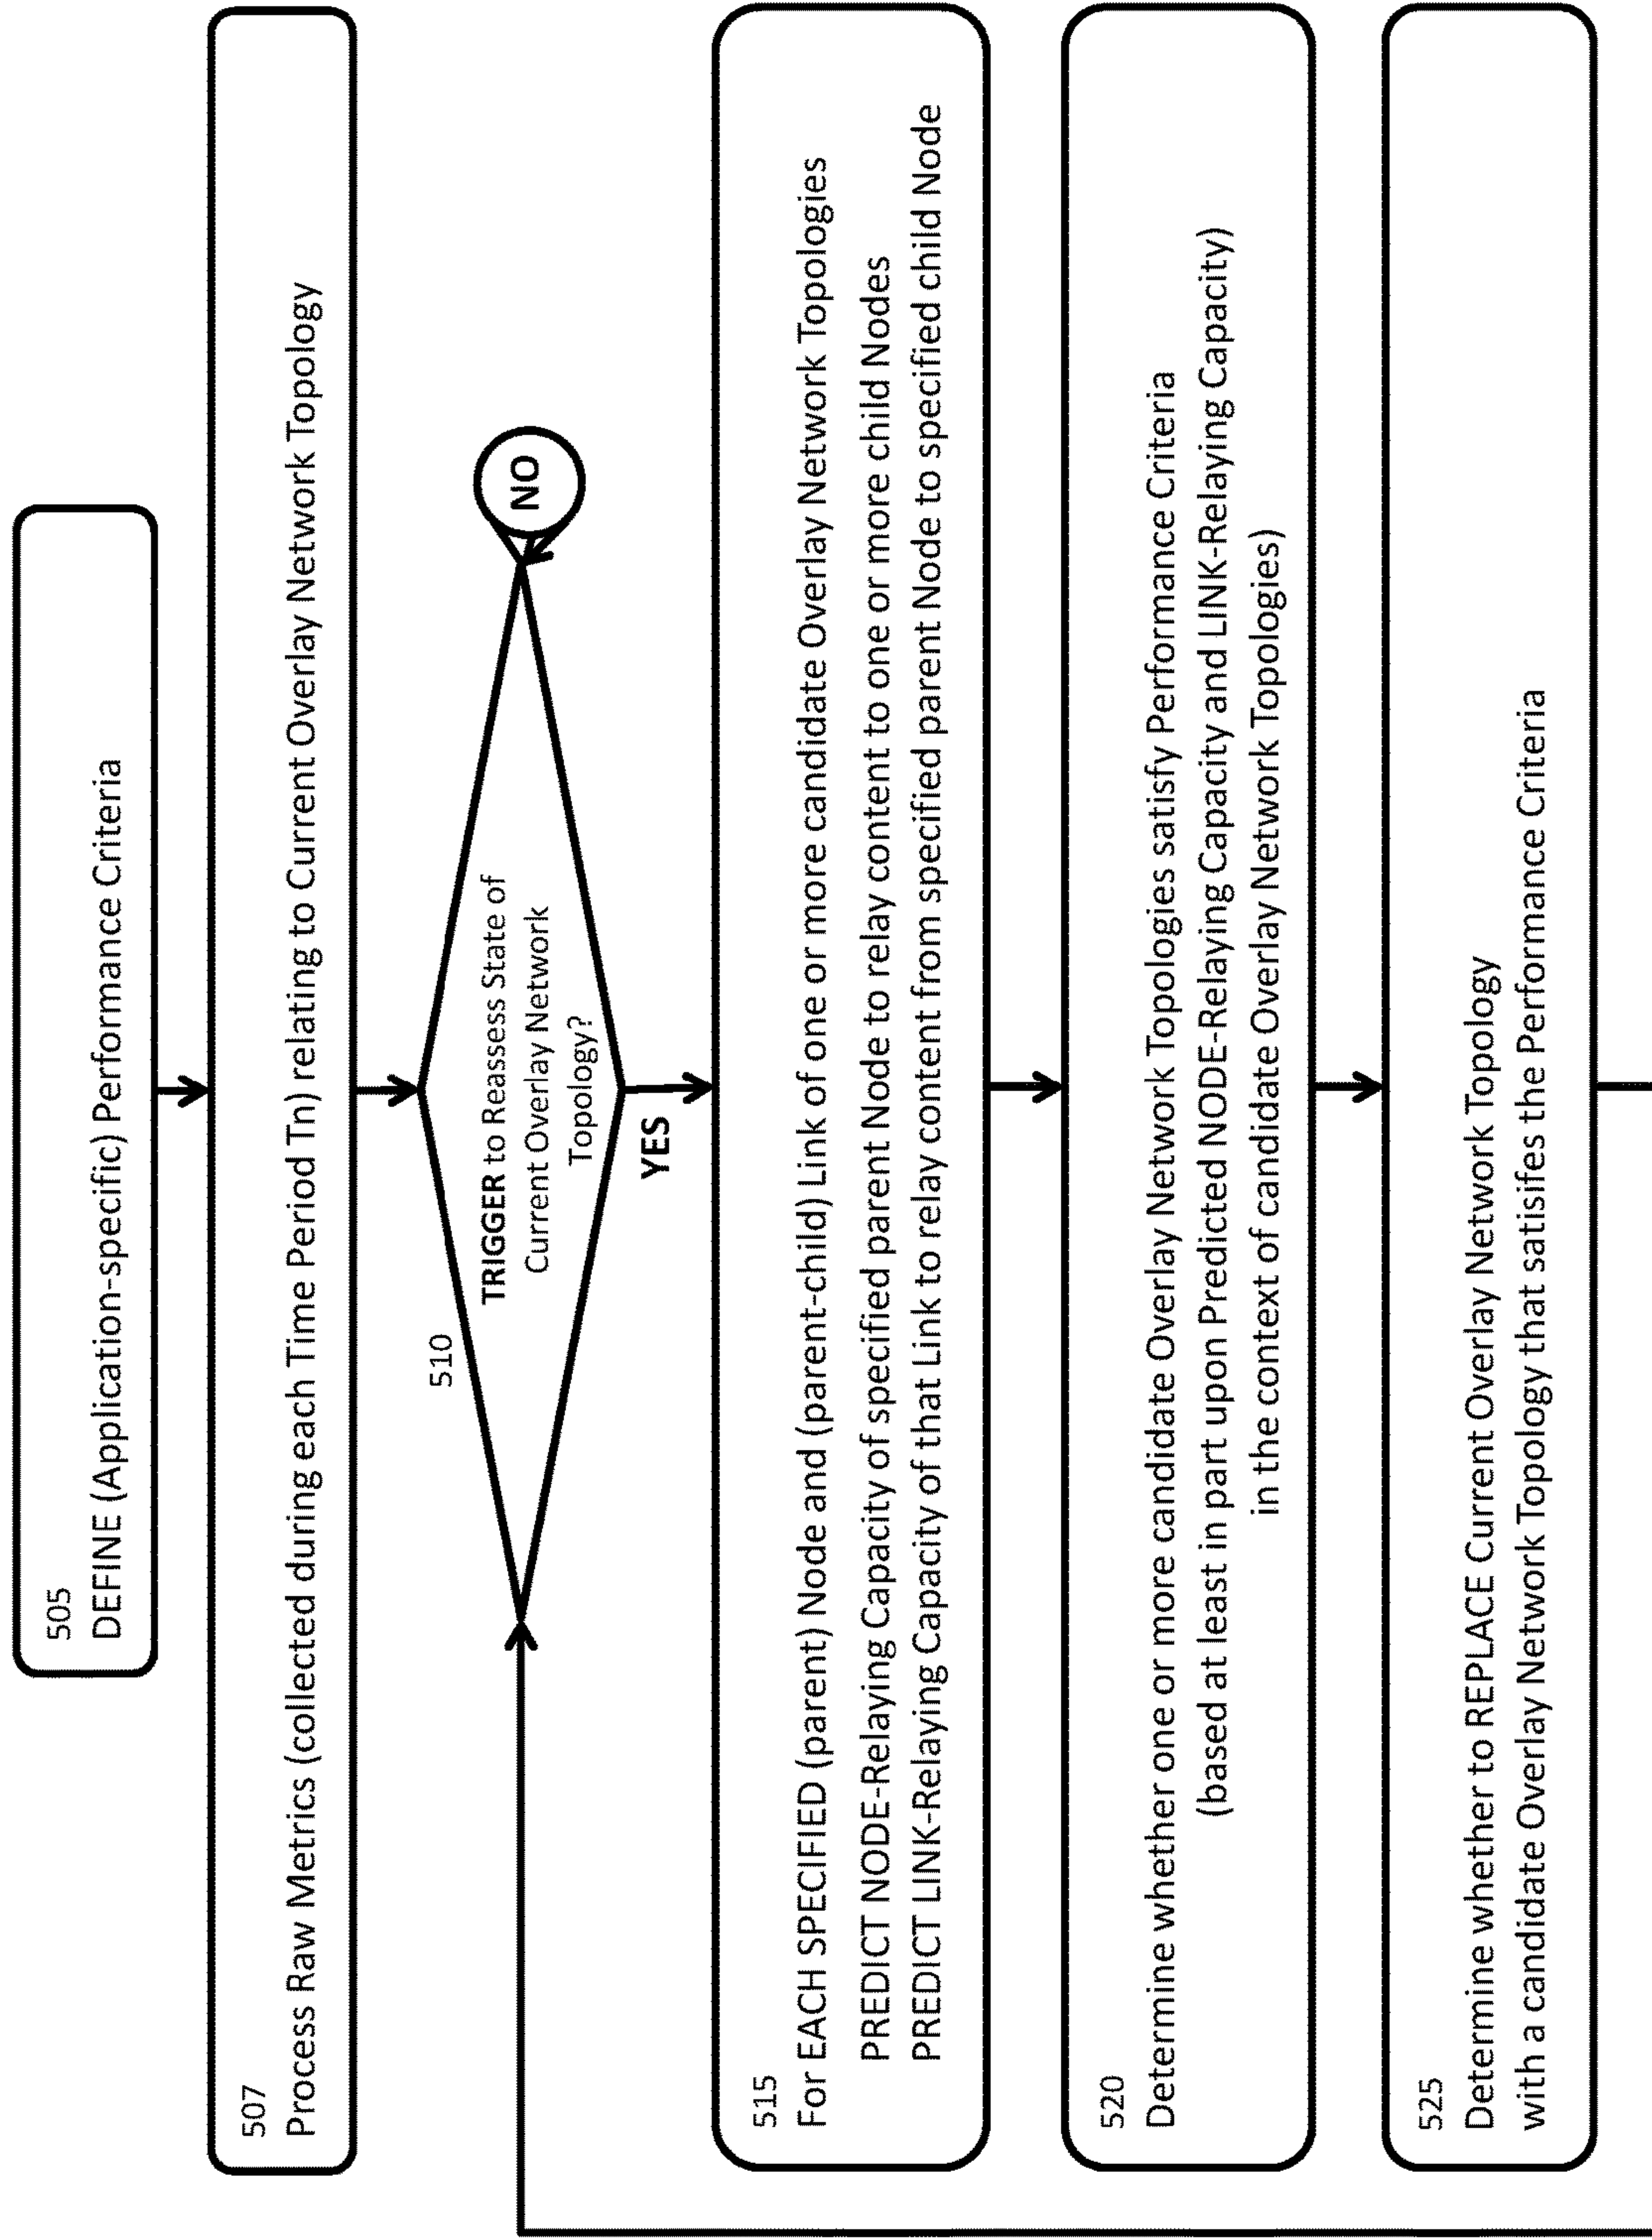 505
DEFINE (Application-specific) Performance Criteria
507
Process Raw Metrics (collected during each Time Period Tn) relating to Current Overlay Network Topology
510
TRIGGER to Reassess State of
Current Overlay Network
Topology?
NO
YES
515
For EACH SPECIFIED (parent) Node and (parent-child) Link of one or more candidate Overlay Network Topologies
PREDICT NODE-Relaying Capacity of specified parent Node to relay content to one or more child Nodes
PREDICT LINK-Relaying Capacity of that Link to relay content from specified parent Node to specified child Node
520
Determine whether one or more candidate Overlay Network Topologies satisfy Performance Criteria
(based at least in part upon Predicted NODE-Relaying Capacity and LINK-Relaying Capacity)
in the context of candidate Overlay Network Topologies)
525
Determine whether to REPLACE Current Overlay Network Topology
with a candidate Overlay Network Topology that satisifes the Performance Criteria